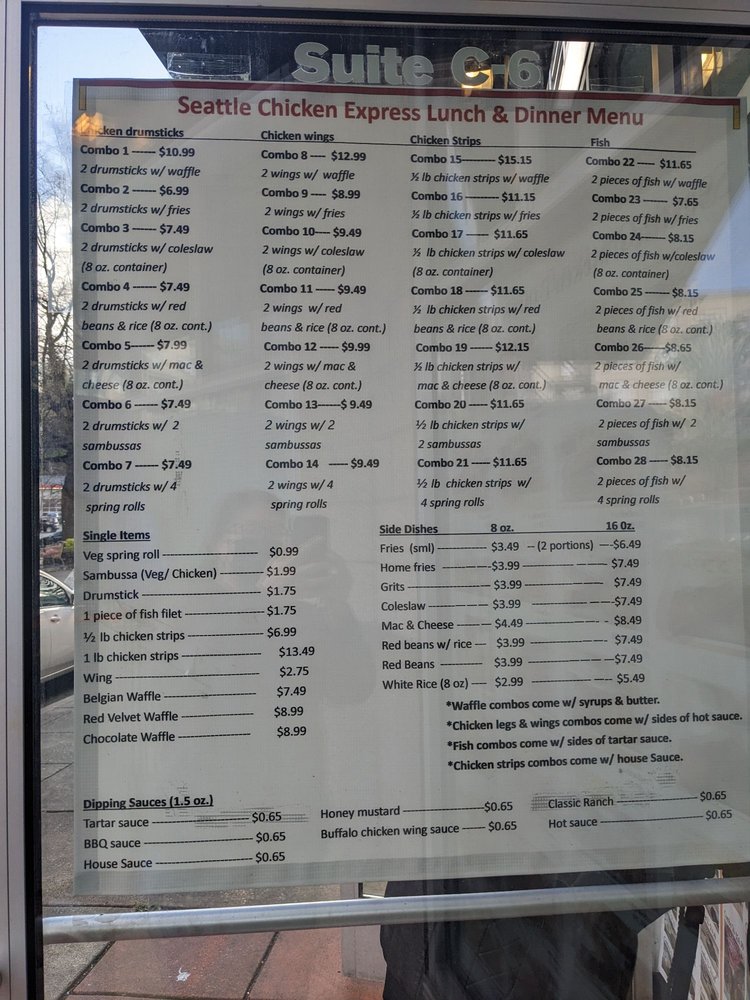 Suite C-6
Seattle Chicken Express Lunch & Dinner Menu
Chicken drumsticks
Combo 1 ------ $10.99
2 drumsticks w/ waffle
Combo 2 ------ $6.99
2 drumsticks w/ fries
Combo 3 ------ $7.49
2 drumsticks w/ coleslaw
(8 oz. container)
Combo 4 ------ $7.49
2 drumsticks w/ red
beans & rice (8 oz. cont.)
Combo 5------ $7.99
2 drumsticks w/ mac &
cheese (8 oz. cont.)
Combo 6 ------ $7.49
2 drumsticks w/ 2
sambussas
Combo 7 ------ $7.49
2 drumsticks w/ 4
spring rolls
Chicken wings
Combo 8 ---- $12.99
2 wings w/ waffle
Combo 9 ---- $8.99
2 wings w/ fries
Combo 10---- $9.49
2 wings w/coleslaw
(8 oz. container)
Combo 11 ---- $9.49
2 wings w/ red
beans & rice (8 oz. cont.)
Combo 12 ---- $9.99
2 wings w/ mac &
cheese (8 oz. cont.)
Combo 13------$ 9.49
2 wings w/ 2
sambussas
Combo 14 ----- $9.49
2 wings w/ 4
spring rolls
Chicken Strips
Combo 15--------- $15.15
½ lb chicken strips w/ waffle
Combo 16 --------- $11.15
½ lb chicken strips w/ fries
Combo 17 ----- $11.65
½ lb chicken strips w/ coleslaw
(8 oz. container)
Combo 18 ----- $11.65
½ lb chicken strips w/ red
beans & rice (8 oz. cont.)
Combo 19 ----- $12.15
½ lb chicken strips w/
mac & cheese (8 oz. cont.)
Combo 20 ----- $11.65
½ lb chicken strips w/
2 sambussas
Combo 21 ----- $11.65
½ lb chicken strips w/
4 spring rolls
Fish
Combo 22 ----- $11.65
2 pieces of fish w/ waffle
Combo 23 ----- $7.65
2 pieces of fish w/ fries
Combo 24------- $8.15
2 pieces of fish w/coleslaw
(8 oz. container)
Combo 25 ----- $8.15
2 pieces of fish w/ red
beans & rice (8 oz. cont.)
Combo 26-----$8.65
2 pieces of fish w/
mac & cheese (8 oz. cont.)
Combo 27 ----- $8.15
2 pieces of fish w/ 2
sambussas
Combo 28 ----- $8.15
2 pieces of fish w/
4 spring rolls
Single Items
Veg spring roll -------------------- $0.99
Sambussa (Veg/ Chicken) --------- $1.99
Drumstick -------------------- $1.75
1 piece of fish filet ---------------- $1.75
½ lb chicken strips ---------------- $6.99
1 lb chicken strips -------------------- $13.49
Wing -------------------- $2.75
Belgian Waffle -------------------- $7.49
Red Velvet Waffle ---------------- $8.99
Chocolate Waffle ---------------- $8.99
Side Dishes 8 oz. 16 Oz.
Fries (sml) ----------- $3.49 -- (2 portions) ---$6.49
Home fries -----------$3.99 -------------------- $7.49
Grits ----------------- $3.99 -------------------- $7.49
Coleslaw ------------- $3.99 --------------------$7.49
Mac & Cheese ------- $4.49 -------------------- $8.49
Red beans w/ rice --- $3.99 -------------------- $7.49
Red Beans ---------- $3.99 --------------------$7.49
White Rice (8 oz) ---- $2.99 -------------------- $5.49
*Waffle combos come w/ syrups & butter.
*Chicken legs & wings combos come w/ sides of hot sauce.
*Fish combos come w/ sides of tartar sauce.
*Chicken strips combos come w/ house Sauce.
Dipping Sauces (1.5 oz.)
Tartar sauce -------------------- $0.65
BBQ sauce -------------------- $0.65
House Sauce -------------------- $0.65
Honey mustard -----------------$0.65
Buffalo chicken wing sauce ----- $0.65
Classic Ranch ----------------- $0.65
Hot sauce -------------------- $0.65